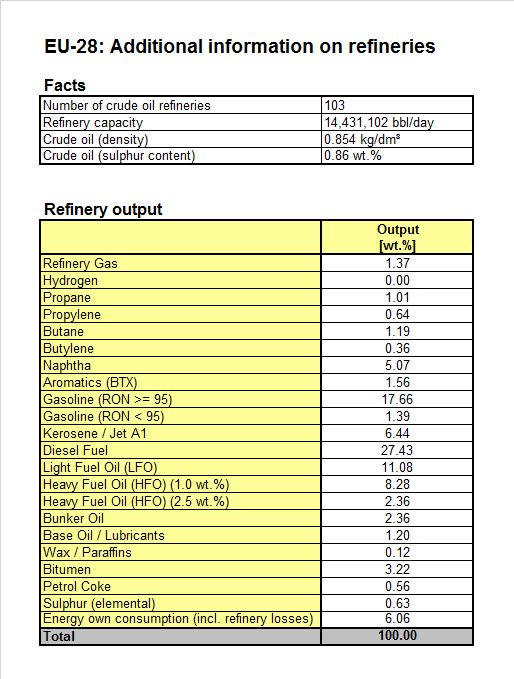 EU-28: Additional information on refineries
Facts
Number of crude oil refineries 103
Refinery capacity 14,431,102 bbl/day
Crude oil (density) 0.854 kg/dm³
Crude oil (sulphur content) 0.86 wt.%
Refinery output
Output
[wt.%]
Refinery Gas 1.37
Hydrogen 0.00
Propane 1.01
Propylene 0.64
Butane 1.19
Butylene 0.36
Naphtha 5.07
Aromatics (BTX) 1.56
Gasoline (RON >= 95) 17.66
Gasoline (RON < 95) 1.39
Kerosene / Jet A1 6.44
Diesel Fuel 27.43
Light Fuel Oil (LFO) 11.08
Heavy Fuel Oil (HFO) (1.0 wt.%) 8.28
Heavy Fuel Oil (HFO) (2.5 wt.%) 2.36
Bunker Oil 2.36
Base Oil / Lubricants 1.20
Wax / Paraffins 0.12
Bitumen 3.22
Petrol Coke 0.56
Sulphur (elemental) 0.63
Energy own consumption (incl. refinery losses) 6.06
Total 100.00